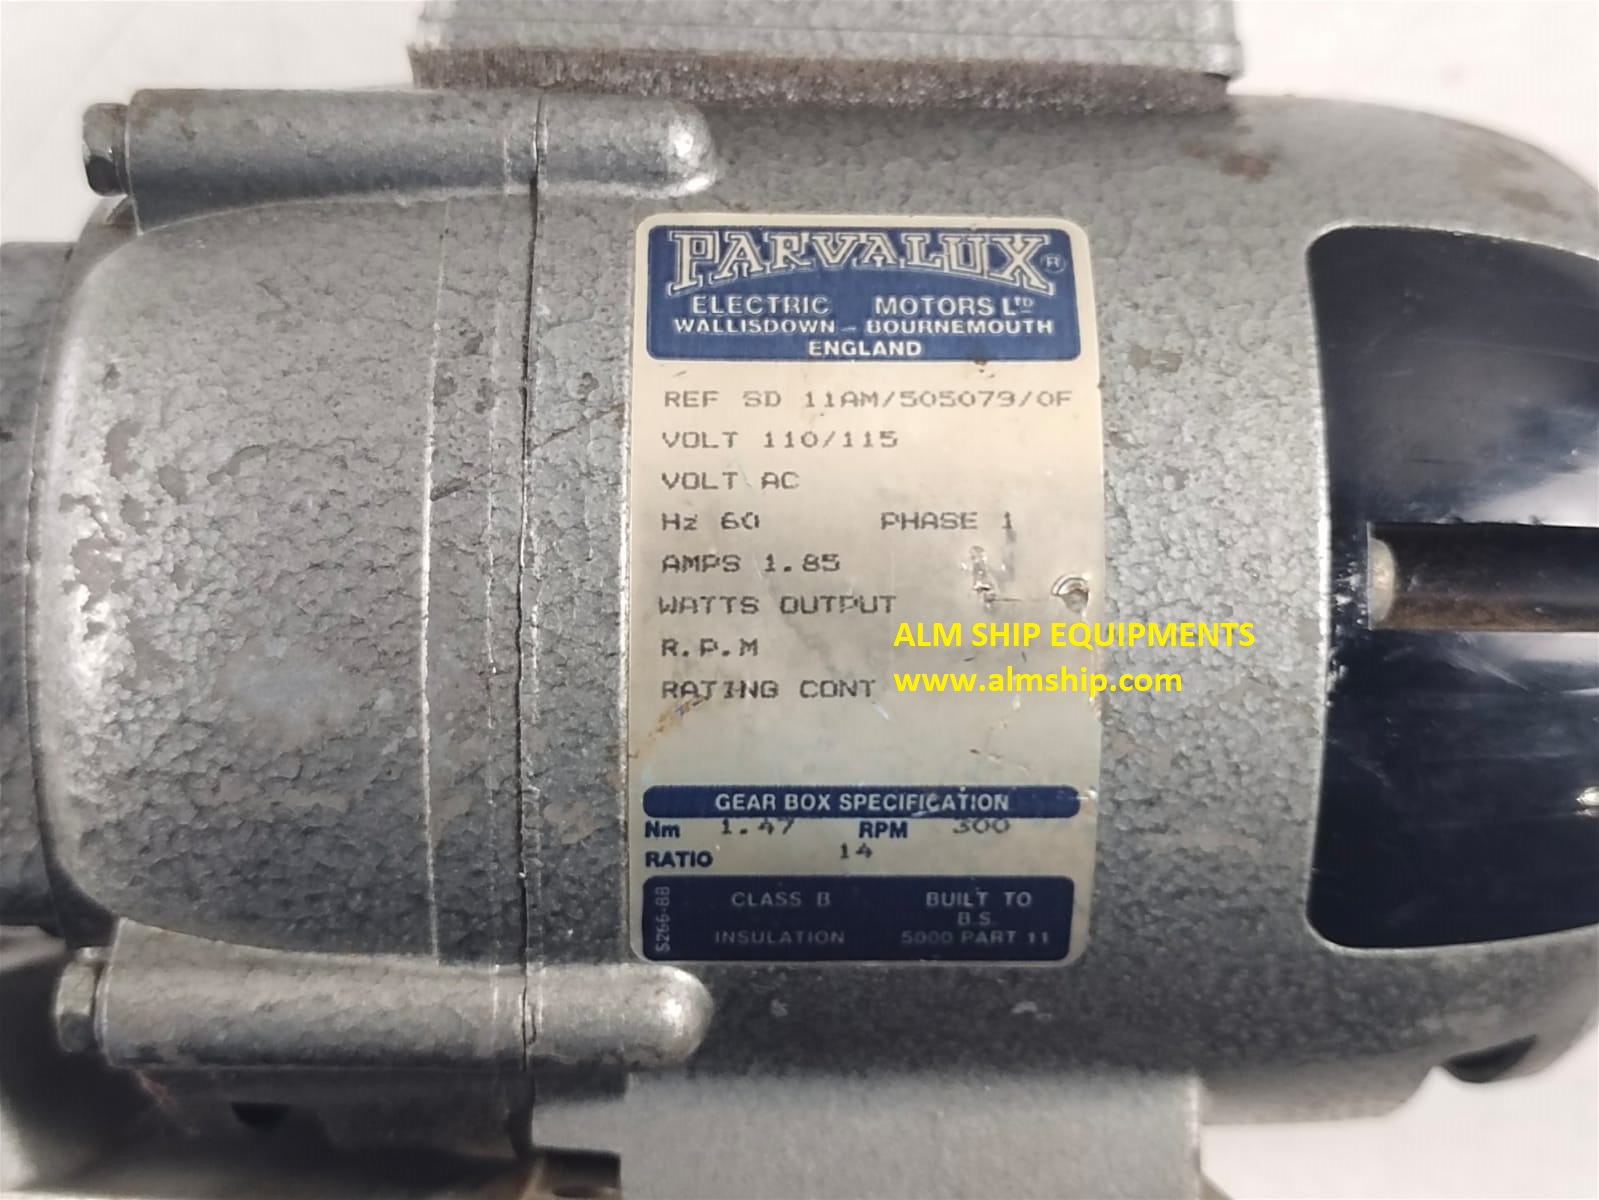 PARVALUX ®
ELECTRIC MOTORS LTD
WALLISDOWN - BOURNEMOUTH
ENGLAND
REF SD 11AM/505079/0F
VOLT 110/115
VOLT AC
Hz 60 PHASE 1
AMPS 1.85
WATTS OUTPUT
R.P.M
RATING CONT
ALM SHIP EQUIPMENTS
www.almship.com
GEAR BOX SPECIFICATION
Nm 1.47 RPM 300
RATIO 14
CLASS B INSULATION
BUILT TO
B.S.
5000 PART 11
S266-8B